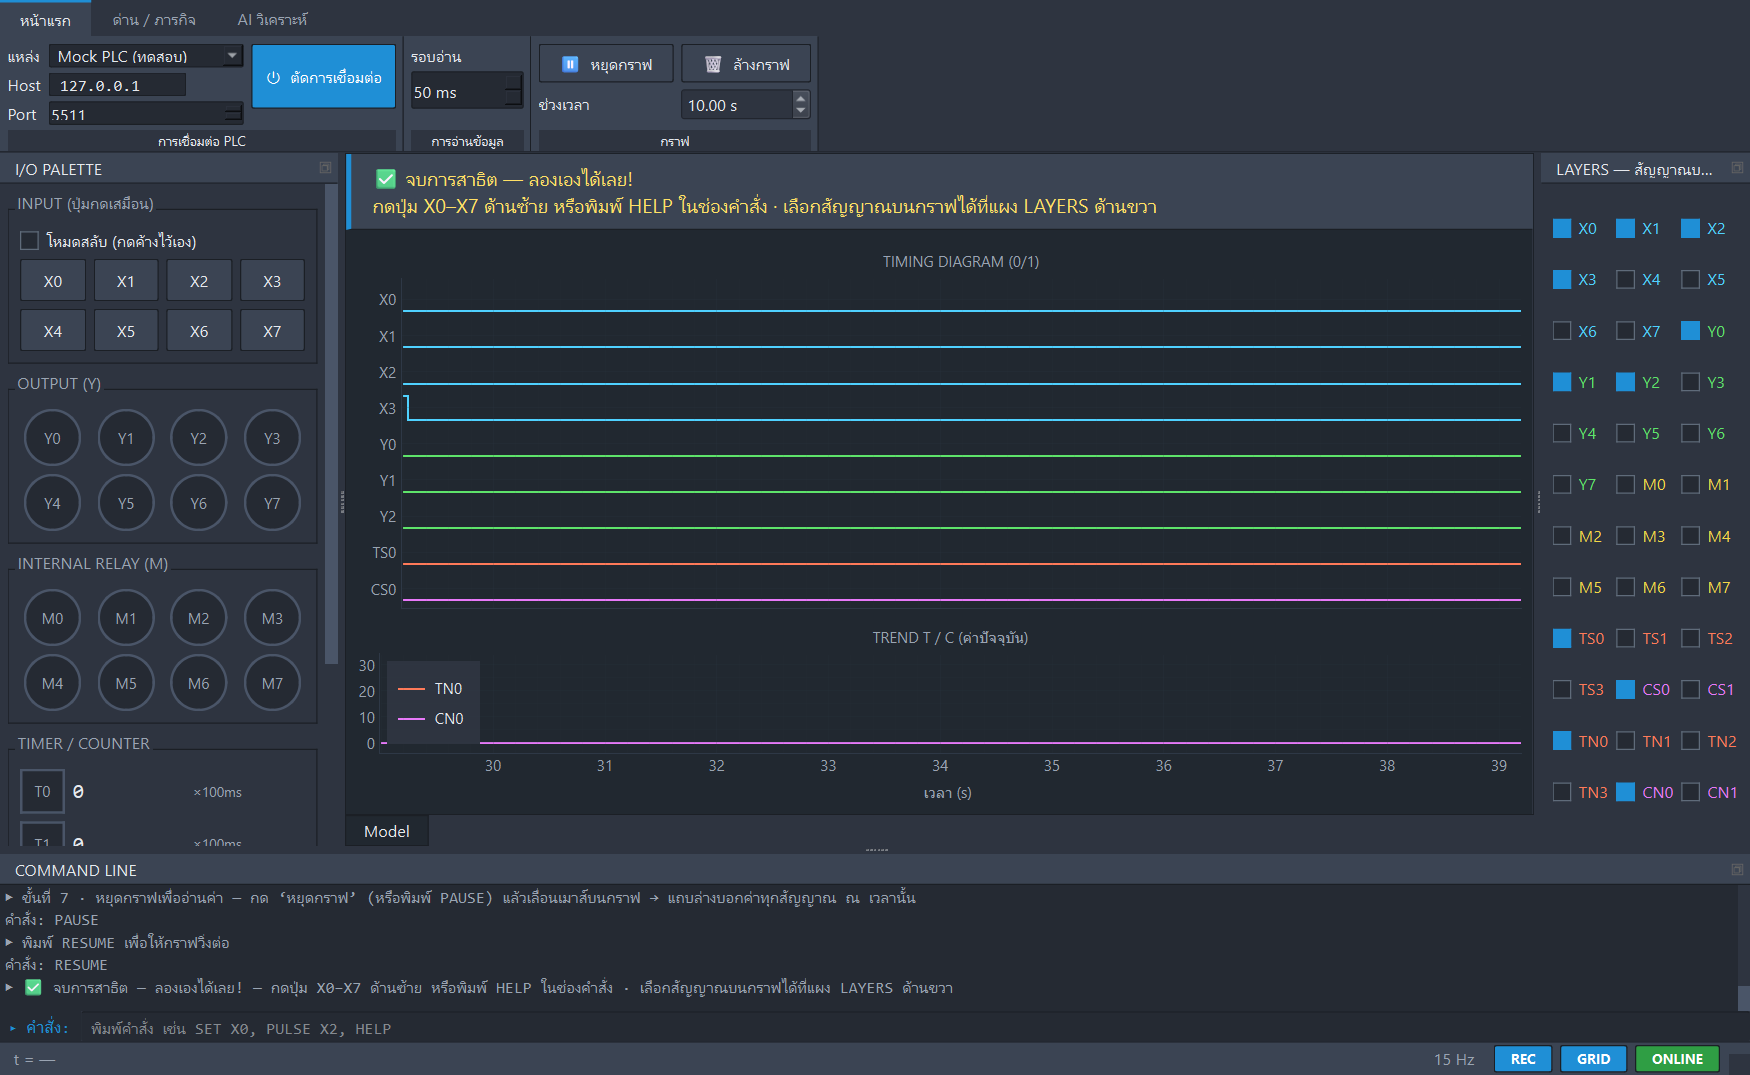 หน้าแรก
ด่าน / ภารกิจ
AI วิเคราะห์
แหล่ง
Mock PLC (ทดสอบ)
Host
127.0.0.1
Port
5511
ตัดการเชื่อมต่อ
การเชื่อมต่อ PLC
รอบอ่าน
50 ms
การอ่านข้อมูล
หยุดกราฟ
ล้างกราฟ
ช่วงเวลา
10.00 s
กราฟ
I/O PALETTE
INPUT (ปุ่มกดเสมือน)
โหมดสลับ (กดค้างไว้เอง)
X0 X1 X2 X3
X4 X5 X6 X7
OUTPUT (Y)
Y0 Y1 Y2 Y3
Y4 Y5 Y6 Y7
INTERNAL RELAY (M)
M0 M1 M2 M3
M4 M5 M6 M7
TIMER / COUNTER
T0 0 ×100ms
T1 0 ×100ms
✅ จบการสาธิต — ลองเองได้เลย!
กดปุ่ม X0–X7 ด้านซ้าย หรือพิมพ์ HELP ในช่องคำสั่ง · เลือกสัญญาณบนกราฟได้ที่แผง LAYERS ด้านขวา
TIMING DIAGRAM (0/1)
X0
X1
X2
X3
Y0
Y1
Y2
TS0
CS0
TREND T / C (ค่าปัจจุบัน)
30
20
10
0
TN0
CN0
30 31 32 33 34 35 36 37 38 39
เวลา (s)
Model
LAYERS — สัญญาณบ...
X0 X1 X2
X3 X4 X5
X6 X7 Y0
Y1 Y2 Y3
Y4 Y5 Y6
Y7 M0 M1
M2 M3 M4
M5 M6 M7
TS0 TS1 TS2
TS3 CS0 CS1
TN0 TN1 TN2
TN3 CN0 CN1
COMMAND LINE
▸ ขั้นที่ 7 · หยุดกราฟเพื่ออ่านค่า — กด ‘หยุดกราฟ’ (หรือพิมพ์ PAUSE) แล้วเลื่อนเมาส์บนกราฟ → แถบล่างบอกค่าทุกสัญญาณ ณ เวลานั้น
คำสั่ง: PAUSE
▸ พิมพ์ RESUME เพื่อให้กราฟวิ่งต่อ
คำสั่ง: RESUME
▸ ✅ จบการสาธิต — ลองเองได้เลย! — กดปุ่ม X0–X7 ด้านซ้าย หรือพิมพ์ HELP ในช่องคำสั่ง · เลือกสัญญาณบนกราฟได้ที่แผง LAYERS ด้านขวา
▸ คำสั่ง: พิมพ์คำสั่ง เช่น SET X0, PULSE X2, HELP
t = —
15 Hz
REC
GRID
ONLINE